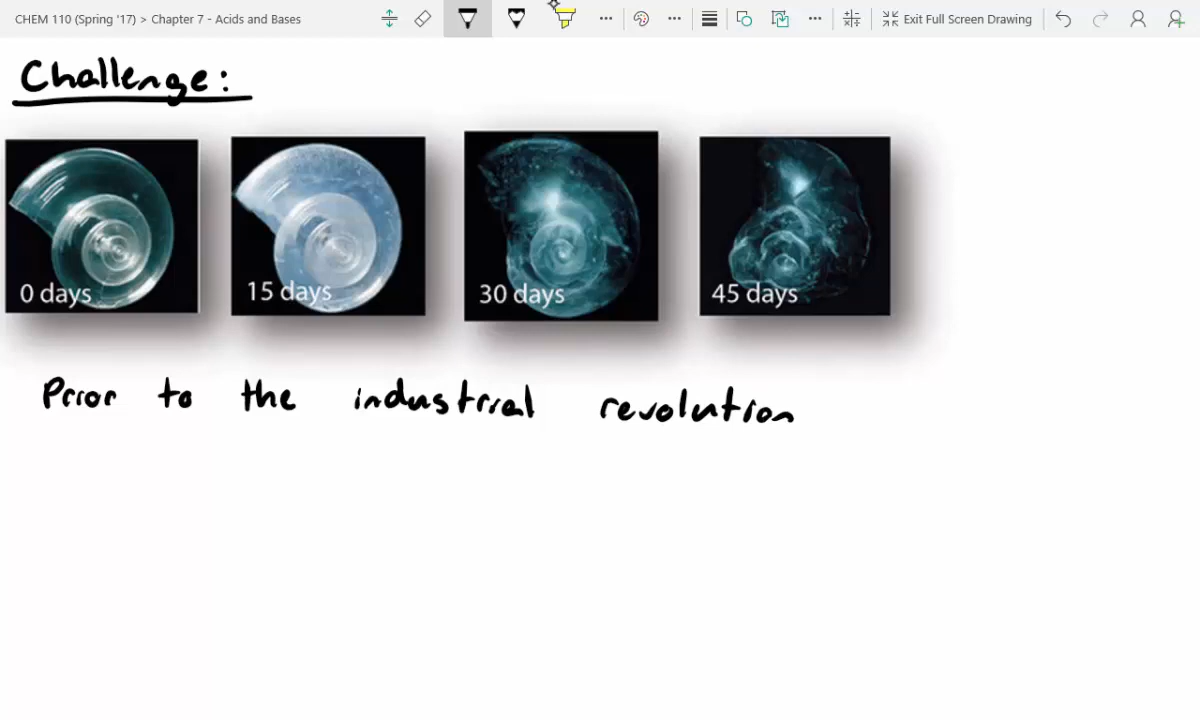 CHEM 110 (Spring '17) > Chapter 7 - Acids and Bases
Exit Full Screen Drawing
Challenge:
0 days
15 days
30 days
45 days
Prior to the industrial revolution